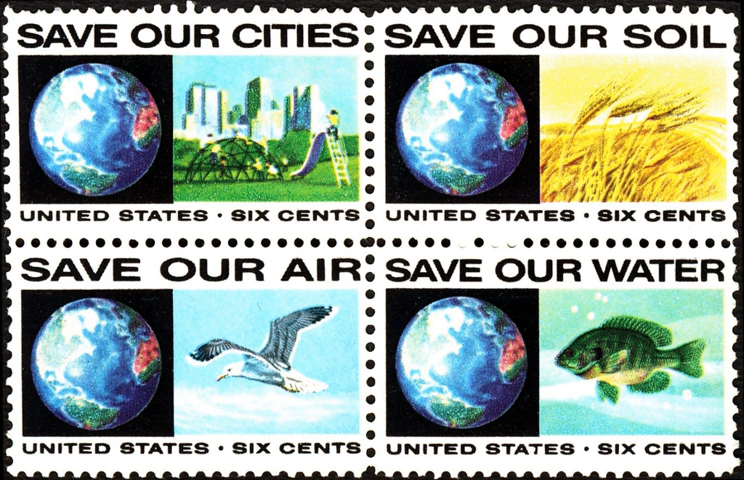 SAVE OUR CITIES
UNITED STATES · SIX CENTS
SAVE OUR SOIL
UNITED STATES · SIX CENTS
SAVE OUR AIR
UNITED STATES · SIX CENTS
SAVE OUR WATER
UNITED STATES · SIX CENTS